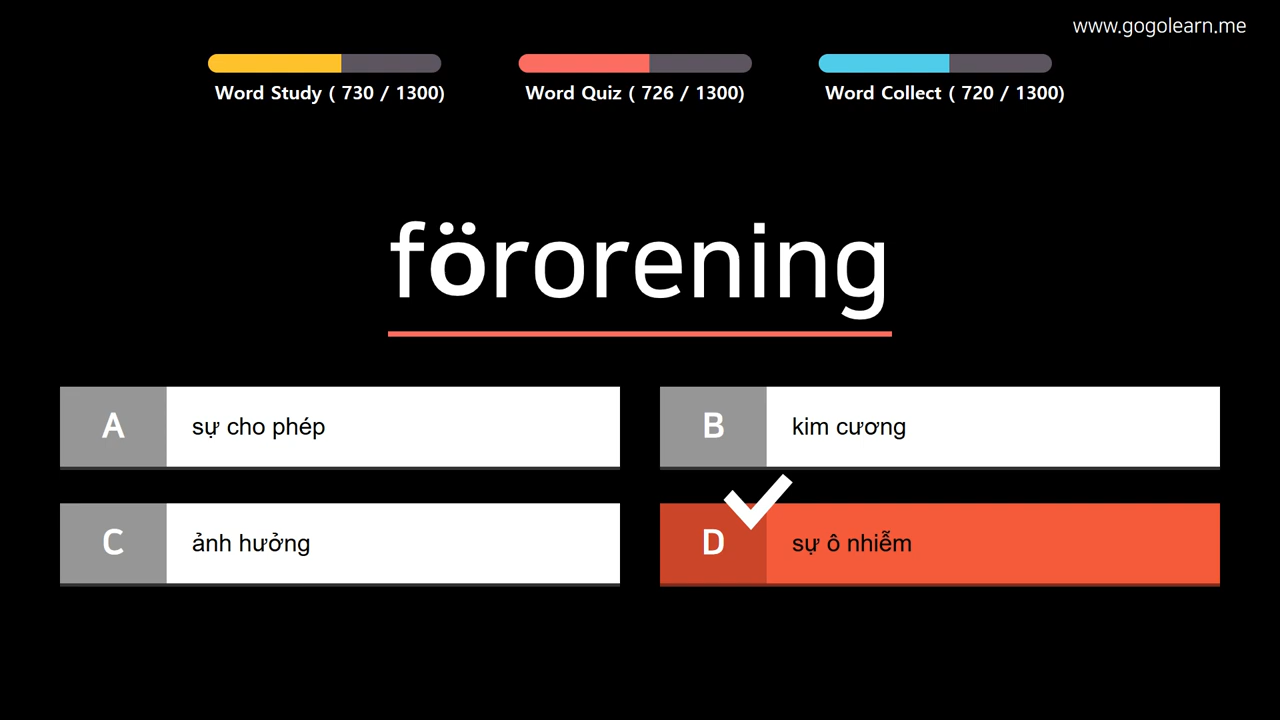 www.gogolearn.me
Word Study ( 730 / 1300)
Word Quiz ( 726 / 1300)
Word Collect ( 720 / 1300)
förorening
A
sự cho phép
B
kim cương
C
ảnh hưởng
D
sự ô nhiễm